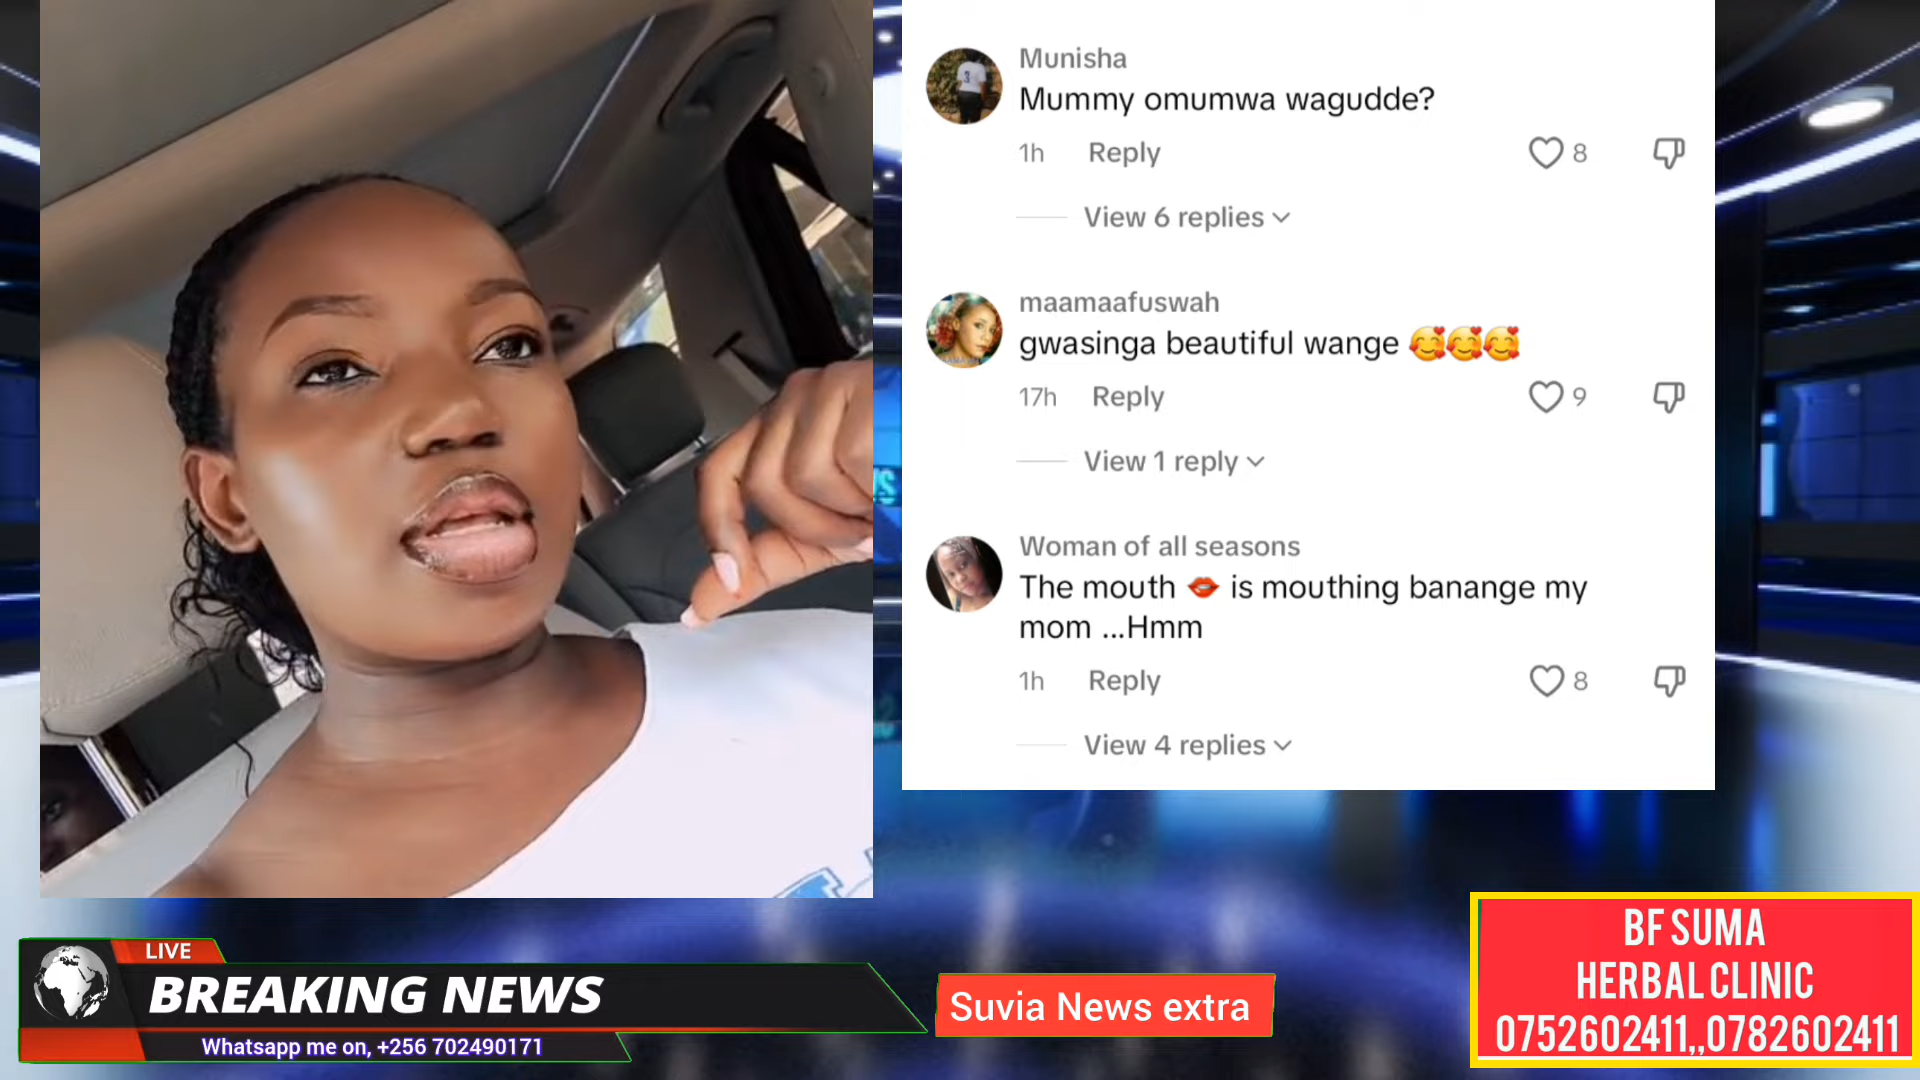 Munisha
Mummy omumwa wagudde?
1h Reply 8
View 6 replies
maamaafuswah
gwasinga beautiful wange 🥰🥰🥰
17h Reply 9
View 1 reply
Woman of all seasons
The mouth 👄 is mouthing banange my
mom ...Hmm
1h Reply 8
View 4 replies
LIVE
BREAKING NEWS
Whatsapp me on, +256 702490171
Suvia News extra
BF SUMA
HERBAL CLINIC
0752602411,,0782602411